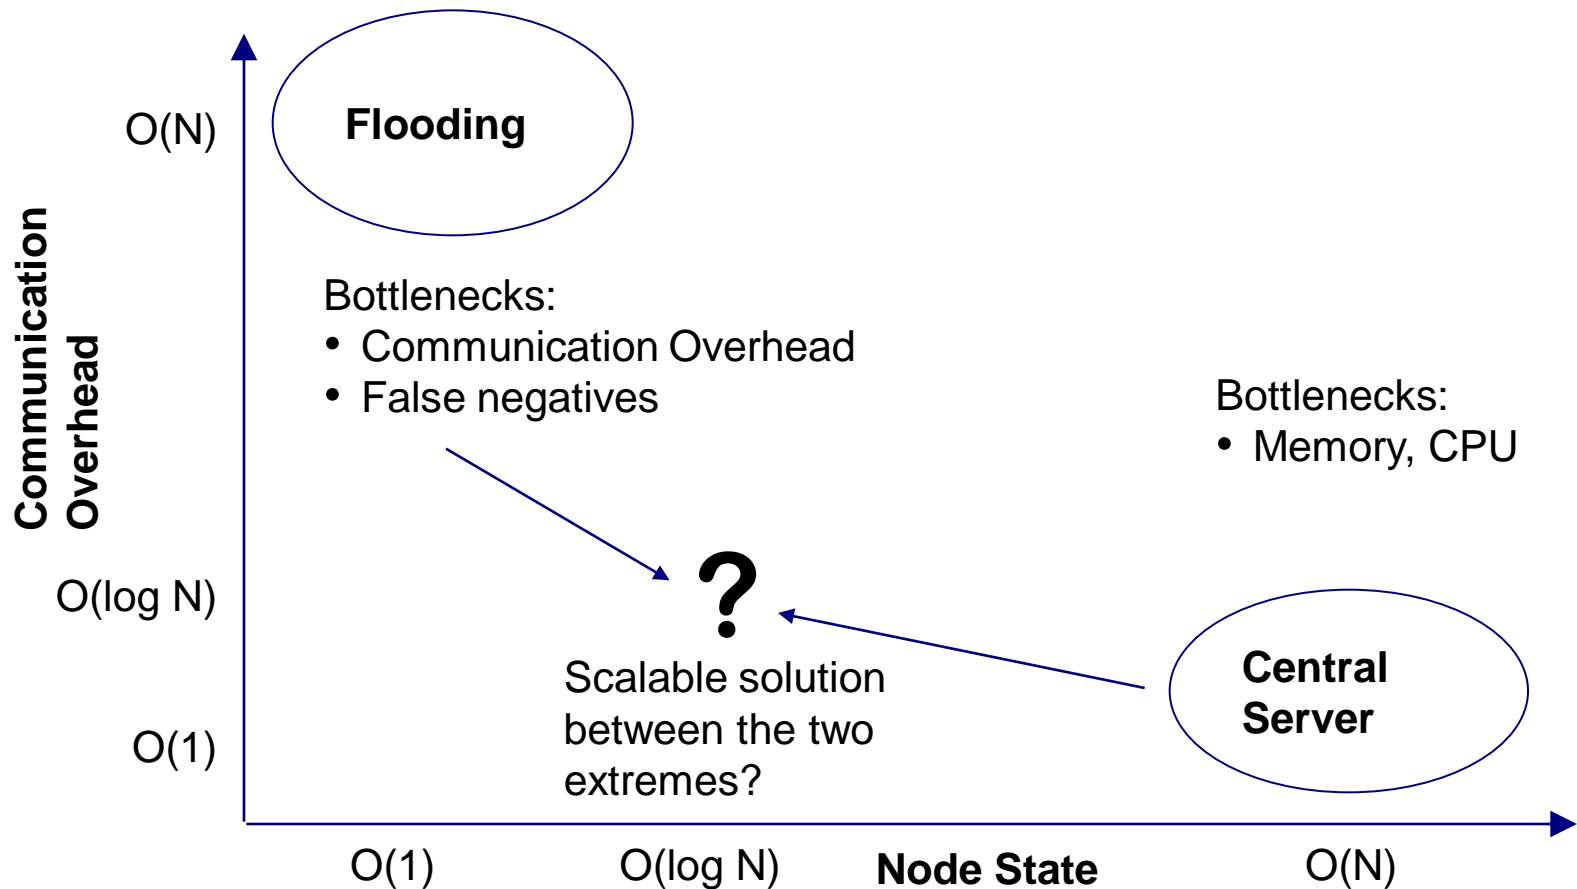 O(N)
Flooding
Communication
Overhead
Bottlenecks:
• Communication Overhead
• False negatives
Bottlenecks:
• Memory, CPU
O(log N)
?
Scalable solution
between the two
extremes?
Central
Server
O(1)
O(1)
O(log N)
Node State
O(N)